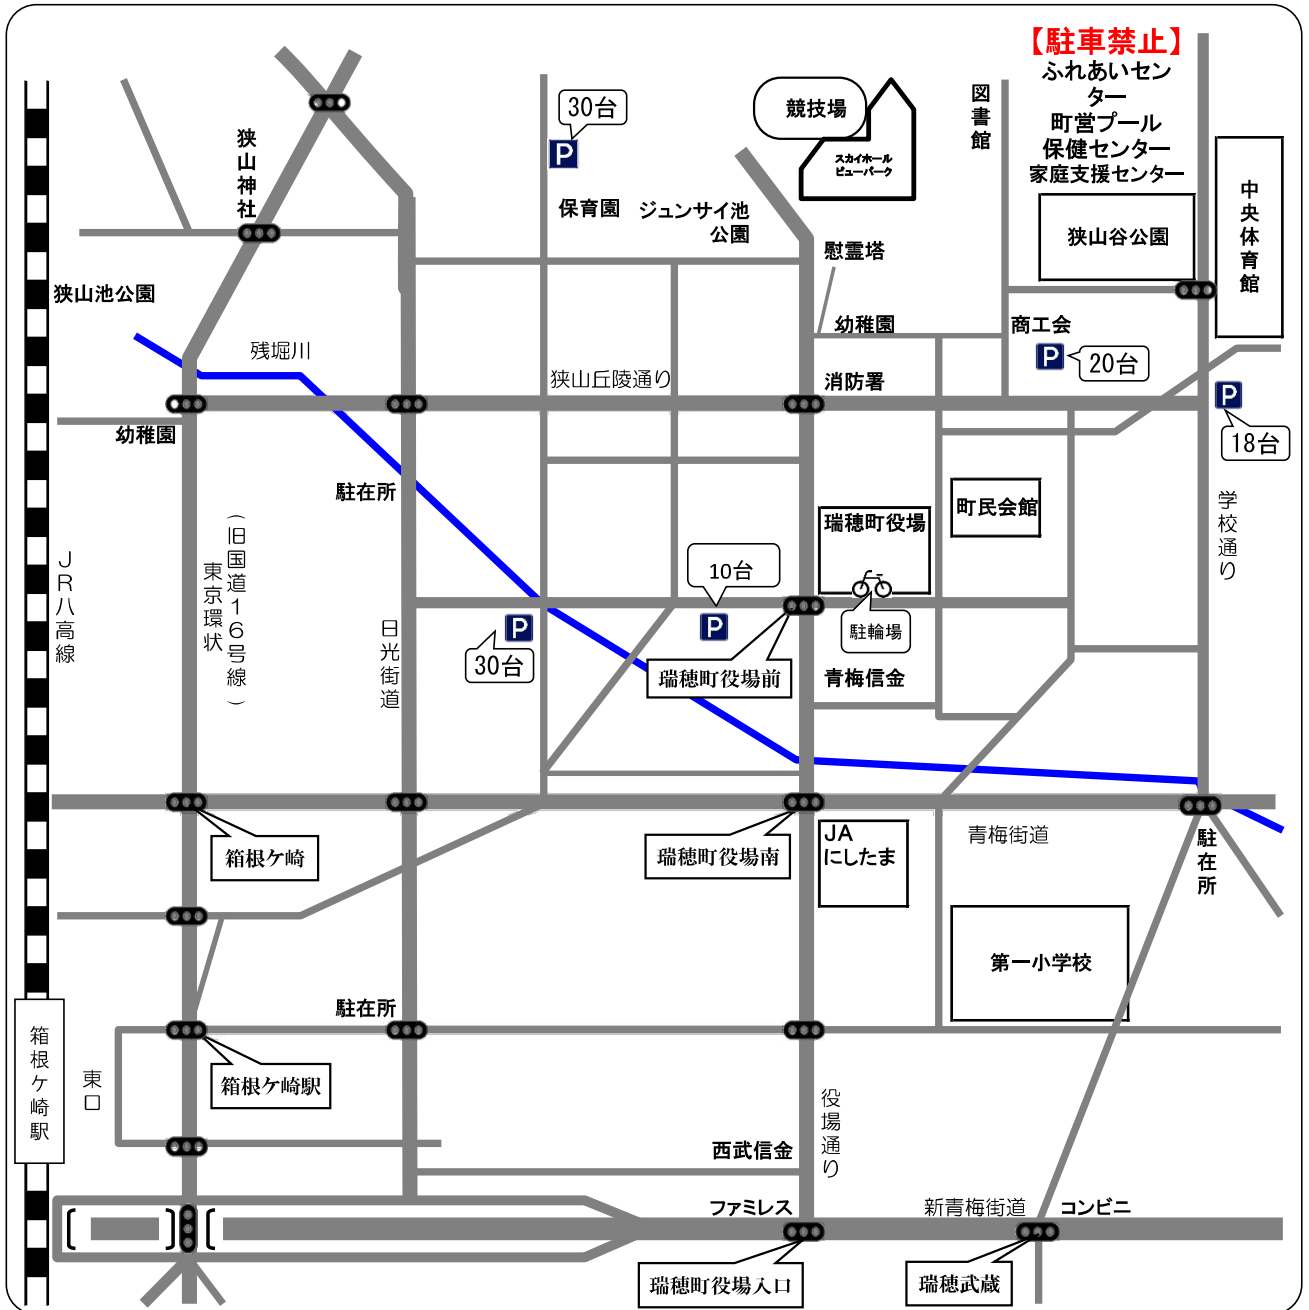 【駐車禁止】
ふれあいセン
ター
町営プール
保健センター
家庭支援センター
30台
P
競技場
スカイホール
ビューパーク
図書館
狭山神社
保育園
ジュンサイ池
公園
慰霊塔
狭山谷公園
中央体育館
狭山池公園
幼稚園
商工会
P
20台
残堀川
狭山丘陵通り
消防署
P
18台
幼稚園
駐在所
瑞穂町役場
町民会館
学校通り
JR八高線
東京環状
(旧国道16号線)
日光街道
10台
P
P
30台
駐輪場
瑞穂町役場前
青梅信金
箱根ケ崎
瑞穂町役場南
JA
にしたま
青梅街道
駐在所
第一小学校
駐在所
箱根ケ崎駅
東口
箱根ケ崎駅
役場通り
西武信金
ファミレス
新青梅街道
コンビニ
瑞穂町役場入口
瑞穂武蔵